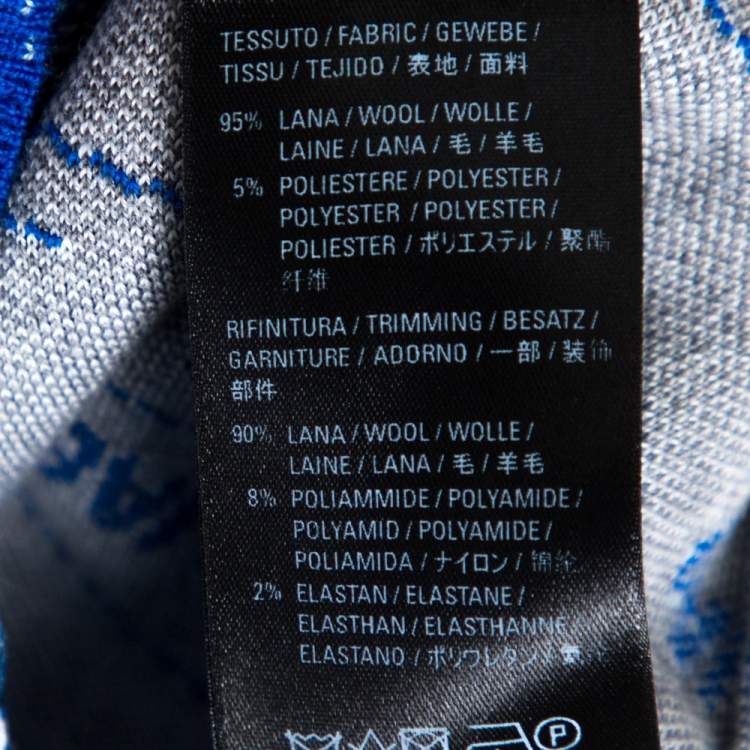 TESSUTO / FABRIC / GEWEBE /
TISSU / TEJIDO / 表地 / 面料
95% LANA / WOOL / WOLLE /
LAINE / LANA / 毛 / 羊毛
5% POLIESTERE / POLYESTER /
POLYESTER / POLYESTER /
POLIESTER / ポリエステル / 聚酯
纤维
RIFINITURA / TRIMMING / BESATZ /
GARNITURE / ADORNO / 一部 / 装饰
部件
90% LANA / WOOL / WOLLE /
LAINE / LANA / 毛 / 羊毛
8% POLIAMMIDE / POLYAMIDE /
POLYAMID / POLYAMIDE /
POLIAMIDA / ナイロン / 锦纶
2% ELASTAN / ELASTANE /
ELASTHAN / ELASTHANNE /
ELASTANO / ポリウレタン /
P